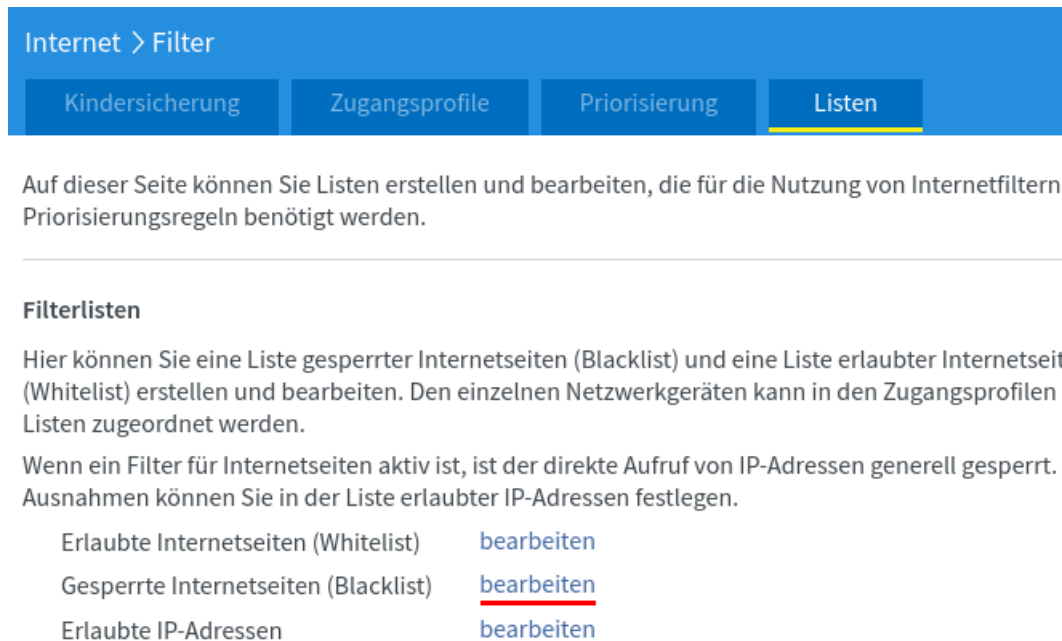 Internet > Filter
Kindersicherung Zugangsprofile Priorisierung Listen
Auf dieser Seite können Sie Listen erstellen und bearbeiten, die für die Nutzung von Internetfiltern
Priorisierungsregeln benötigt werden.
Filterlisten
Hier können Sie eine Liste gesperrter Internetseiten (Blacklist) und eine Liste erlaubter Internetseit
(Whitelist) erstellen und bearbeiten. Den einzelnen Netzwerkgeräten kann in den Zugangsprofilen
Listen zugeordnet werden.
Wenn ein Filter für Internetseiten aktiv ist, ist der direkte Aufruf von IP-Adressen generell gesperrt.
Ausnahmen können Sie in der Liste erlaubter IP-Adressen festlegen.
Erlaubte Internetseiten (Whitelist) bearbeiten
Gesperrte Internetseiten (Blacklist) bearbeiten
Erlaubte IP-Adressen bearbeiten